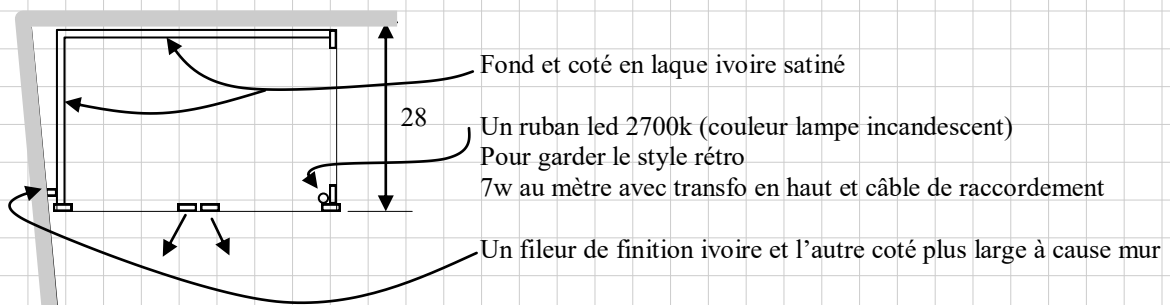 Fond et coté en laque ivoire satiné
28
Un ruban led 2700k (couleur lampe incandescent)
Pour garder le style rétro
7w au mètre avec transfo en haut et câble de raccordement
Un fileur de finition ivoire et l’autre coté plus large à cause mur